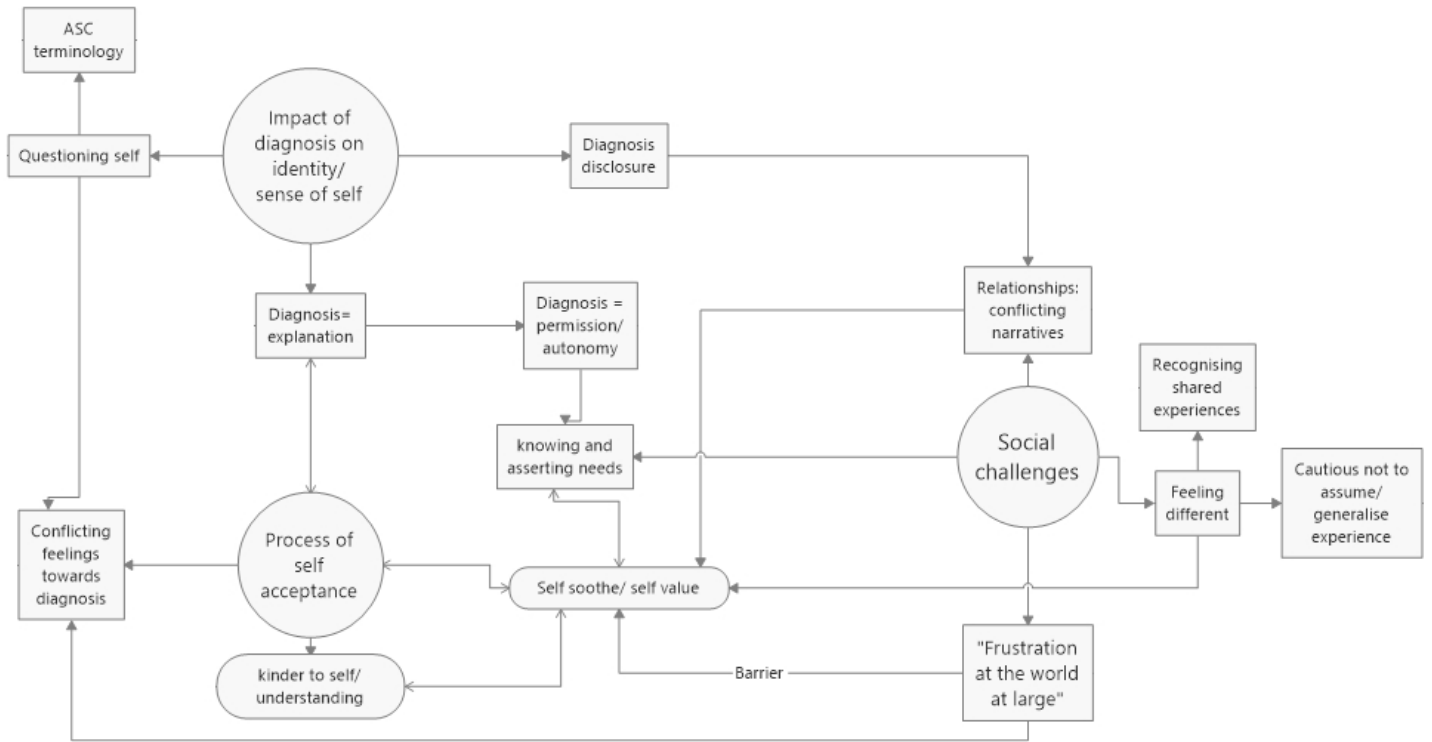 ASC
terminology
Impact of
diagnosis on
identity/
sense of self
Questioning self
Diagnosis
disclosure
Diagnosis=
explanation
Diagnosis =
permission/
autonomy
Relationships:
conflicting
narratives
Recognising
shared
experiences
knowing and
asserting needs
Social
challenges
Feeling
different
Cautious not to
assume/
generalise
experience
Conflicting
feelings
towards
diagnosis
Process of
self
acceptance
Self soothe/ self value
kinder to self/
understanding
Barrier
"Frustration
at the world
at large"